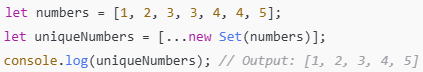 let numbers = [1, 2, 3, 3, 4, 4, 5];
let uniqueNumbers = [...new Set(numbers)];
console.log(uniqueNumbers); // Output: [1, 2, 3, 4, 5]